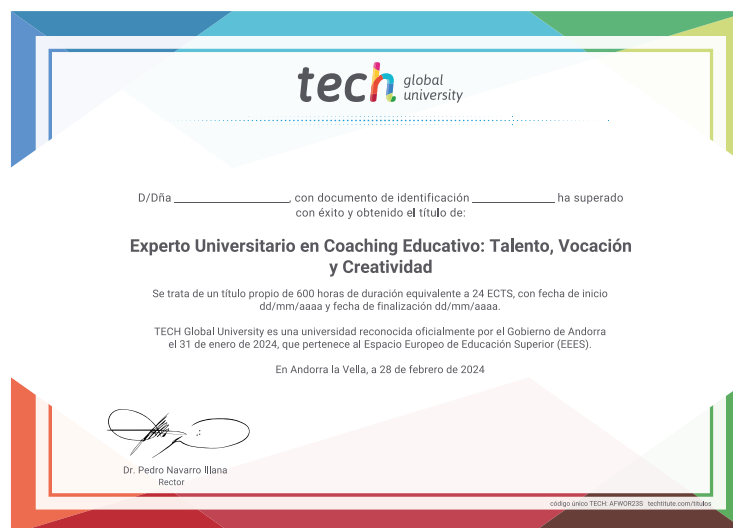 tech global university
D/Dña ____________________, con documento de identificación ______________ ha superado
con éxito y obtenido el título de:
Experto Universitario en Coaching Educativo: Talento, Vocación
y Creatividad
Se trata de un título propio de 600 horas de duración equivalente a 24 ECTS, con fecha de inicio
dd/mm/aaaa y fecha de finalización dd/mm/aaaa.
TECH Global University es una universidad reconocida oficialmente por el Gobierno de Andorra
el 31 de enero de 2024, que pertenece al Espacio Europeo de Educación Superior (EEES).
En Andorra la Vella, a 28 de febrero de 2024
Dr. Pedro Navarro Illana
Rector
código único TECH: AFWOR23S techtitute.com/titulos